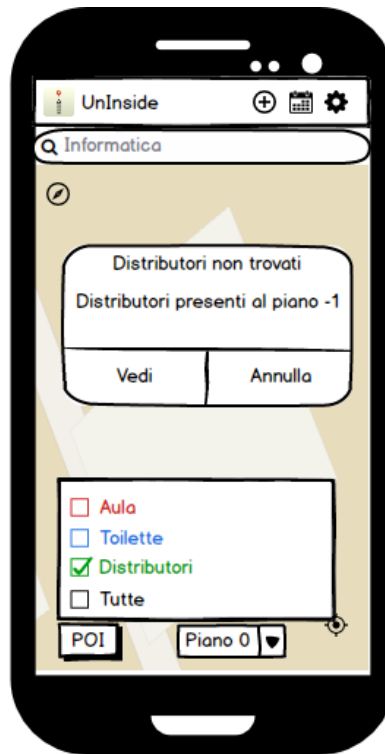 UnInside
Informatica
Distributori non trovati
Distributori presenti al piano -1
Vedi
Annulla
Aula
Toilette
Distributori
Tutte
POI
Piano 0